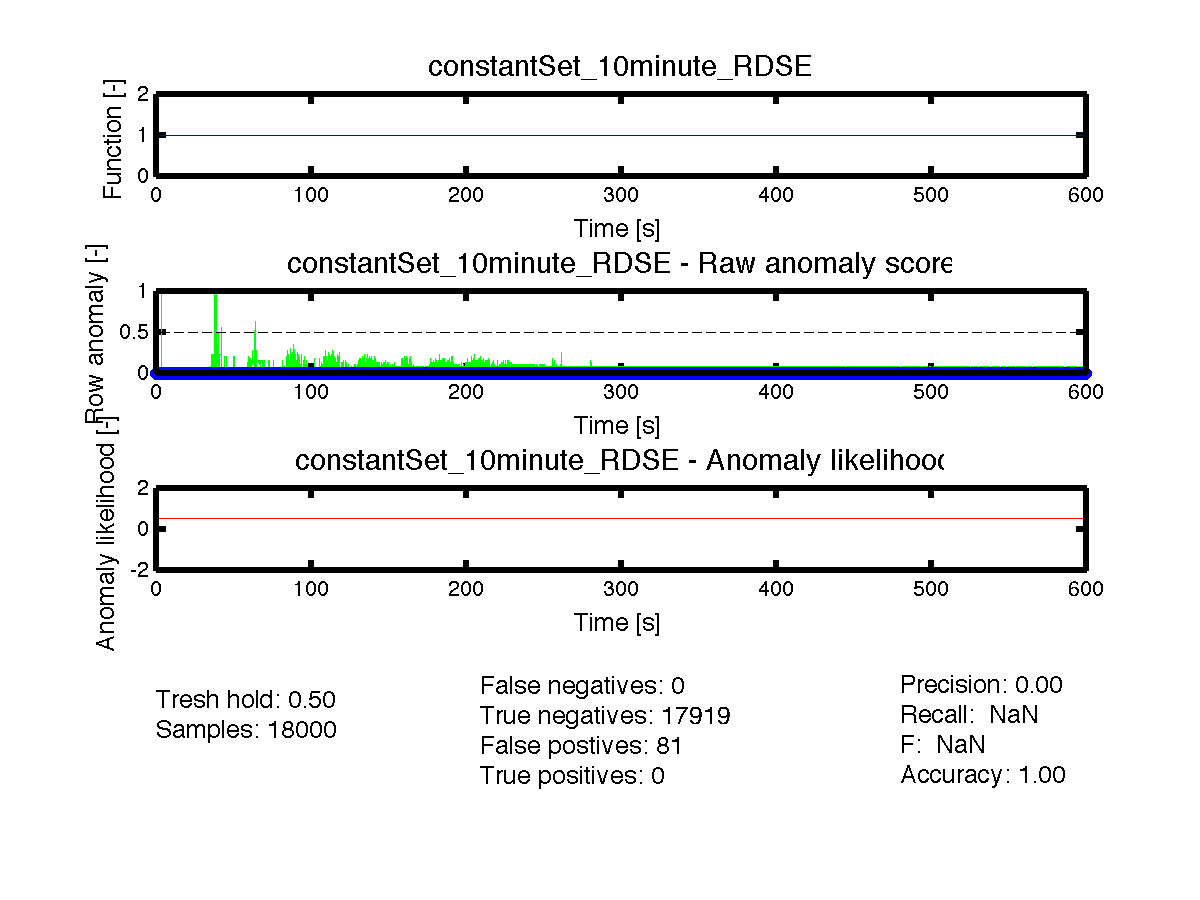 constantSet_10minute_RDSE
Function [-]
2
1
0
0 100 200 300 400 500 600
Time [s]
constantSet_10minute_RDSE - Raw anomaly score
Row anomaly [-]
1
0.5
0
0 100 200 300 400 500 600
Time [s]
constantSet_10minute_RDSE - Anomaly likelihood
Anomaly likelihood [-]
2
0
-2
0 100 200 300 400 500 600
Time [s]
Tresh hold: 0.50
Samples: 18000
False negatives: 0
True negatives: 17919
False postives: 81
True positives: 0
Precision: 0.00
Recall: NaN
F: NaN
Accuracy: 1.00